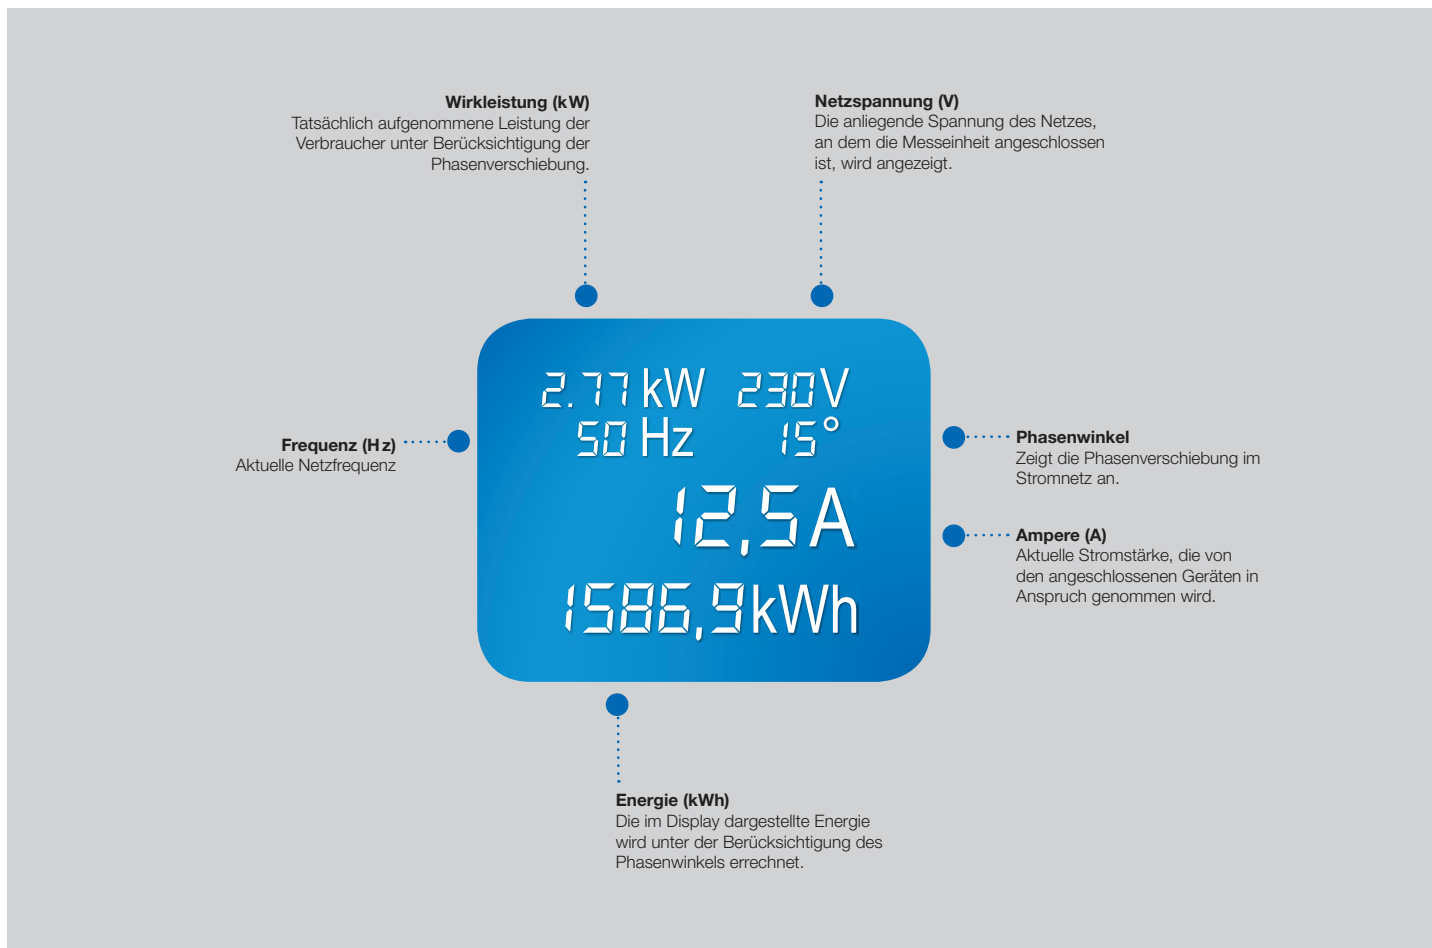 Wirkleistung (kW)
Tatsächlich aufgenommene Leistung der
Verbraucher unter Berücksichtigung der
Phasenverschiebung.
Netzspannung (V)
Die anliegende Spannung des Netzes,
an dem die Messeinheit angeschlossen
ist, wird angezeigt.
2.77 kW 230V
50 Hz 15°
12,5A
1586,9kWh
Frequenz (Hz)
Aktuelle Netzfrequenz
Phasenwinkel
Zeigt die Phasenverschiebung im
Stromnetz an.
Ampere (A)
Aktuelle Stromstärke, die von
den angeschlossenen Geräten in
Anspruch genommen wird.
Energie (kWh)
Die im Display dargestellte Energie
wird unter der Berücksichtigung des
Phasenwinkels errechnet.